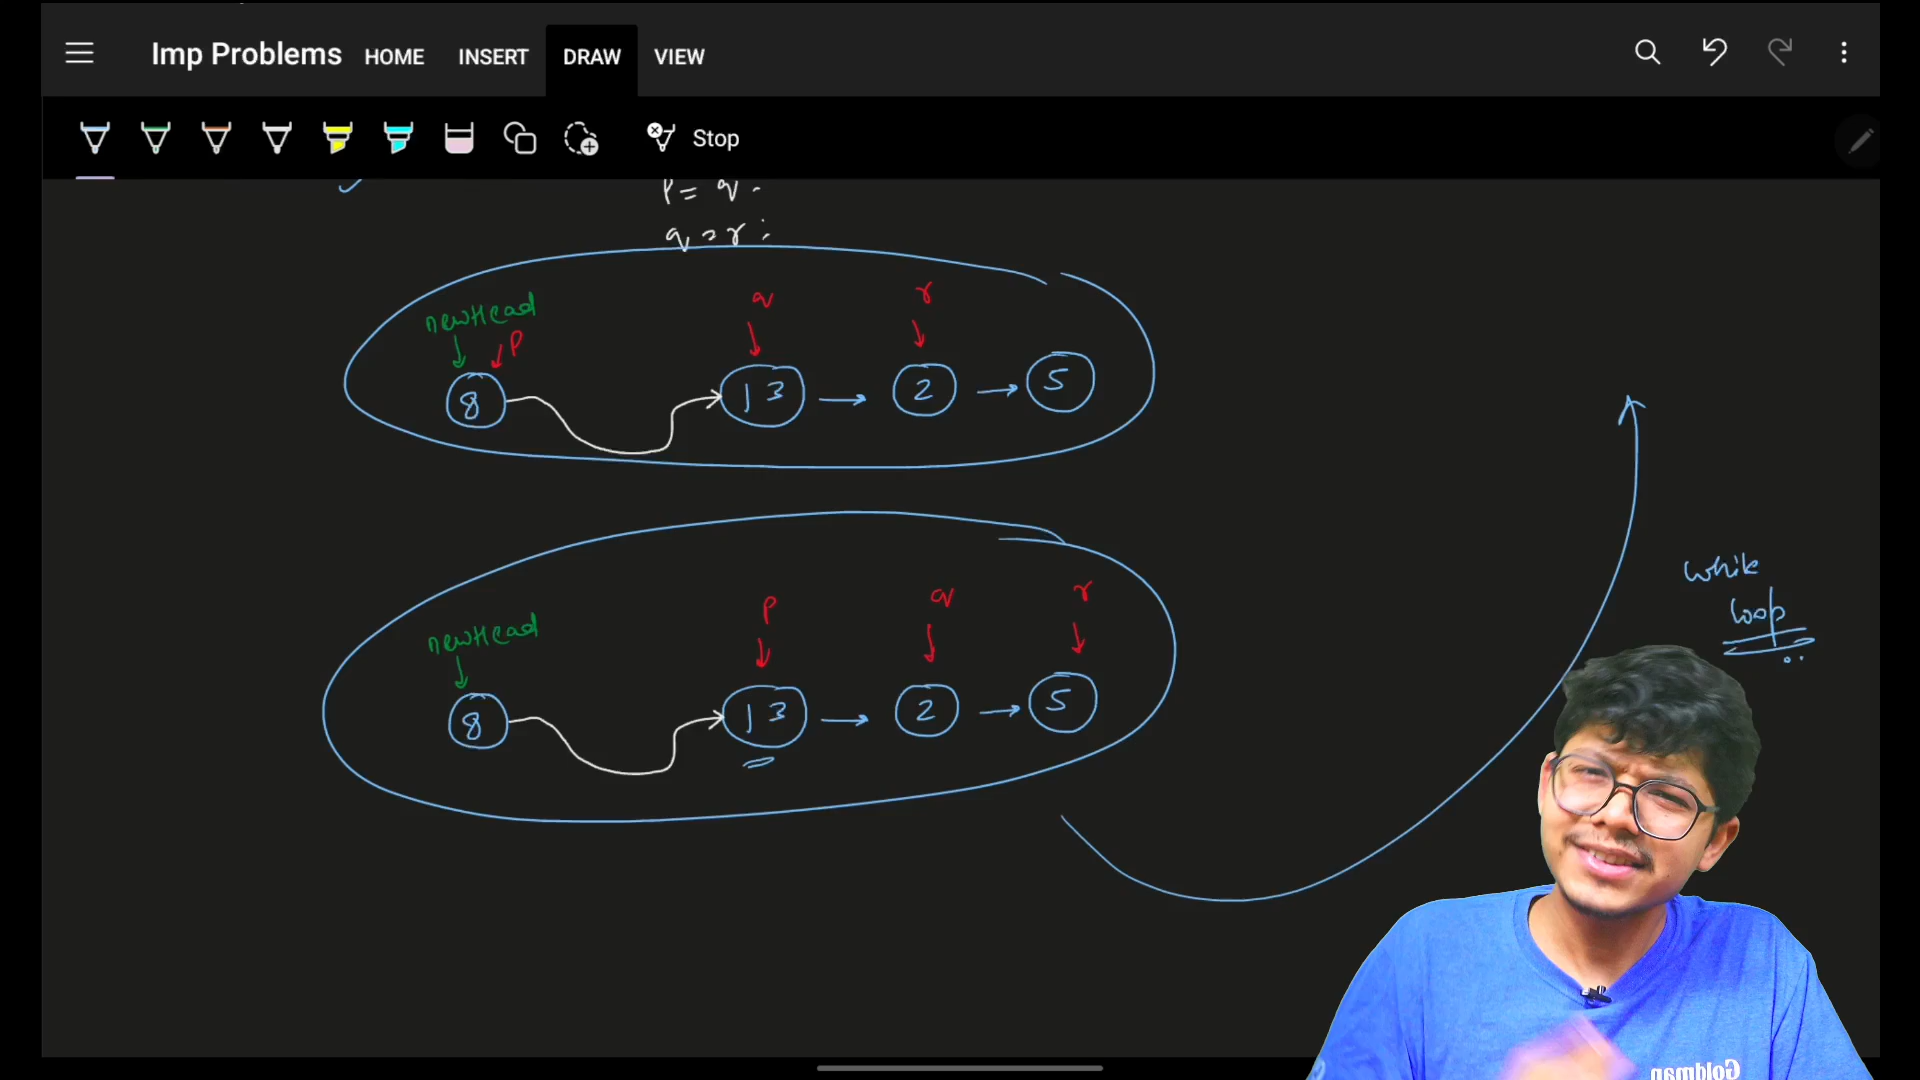 Imp Problems HOME INSERT DRAW VIEW
Stop
P = q ;
q = r ;
newHead P q r
8 13 2 5
newHead P q r
8 13 2 5
while
loop
Goldman